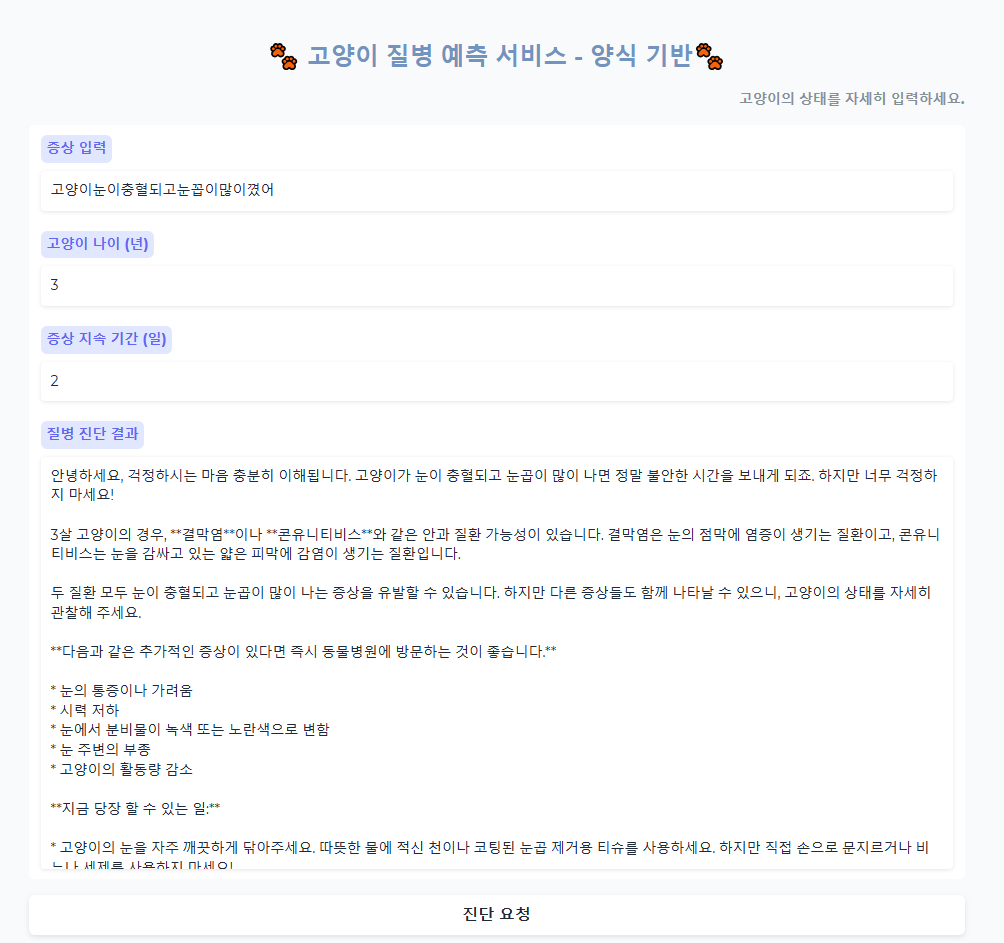 고양이 질병 예측 서비스 - 양식 기반
고양이의 상태를 자세히 입력하세요.
증상 입력
고양이눈이충혈되고눈꼽이많이꼈어
고양이 나이 (년)
3
증상 지속 기간 (일)
2
질병 진단 결과
안녕하세요, 걱정하시는 마음 충분히 이해됩니다. 고양이가 눈이 충혈되고 눈곱이 많이 나면 정말 불안한 시간을 보내게 되죠. 하지만 너무 걱정하
지 마세요!
3살 고양이의 경우, **결막염**이나 **콘유니티비스**와 같은 안과 질환 가능성이 있습니다. 결막염은 눈의 점막에 염증이 생기는 질환이고, 콘유니
티비스는 눈을 감싸고 있는 얇은 피막에 감염이 생기는 질환입니다.
두 질환 모두 눈이 충혈되고 눈곱이 많이 나는 증상을 유발할 수 있습니다. 하지만 다른 증상들도 함께 나타날 수 있으니, 고양이의 상태를 자세히
관찰해 주세요.
**다음과 같은 추가적인 증상이 있다면 즉시 동물병원에 방문하는 것이 좋습니다.**
* 눈의 통증이나 가려움
* 시력 저하
* 눈에서 분비물이 녹색 또는 노란색으로 변함
* 눈 주변의 부종
* 고양이의 활동량 감소
**지금 당장 할 수 있는 일:**
* 고양이의 눈을 자주 깨끗하게 닦아주세요. 따뜻한 물에 적신 천이나 코팅된 눈곱 제거용 티슈를 사용하세요. 하지만 직접 손으로 문지르거나 비
누나 세제를 사용하지 마세요!
진단 요청